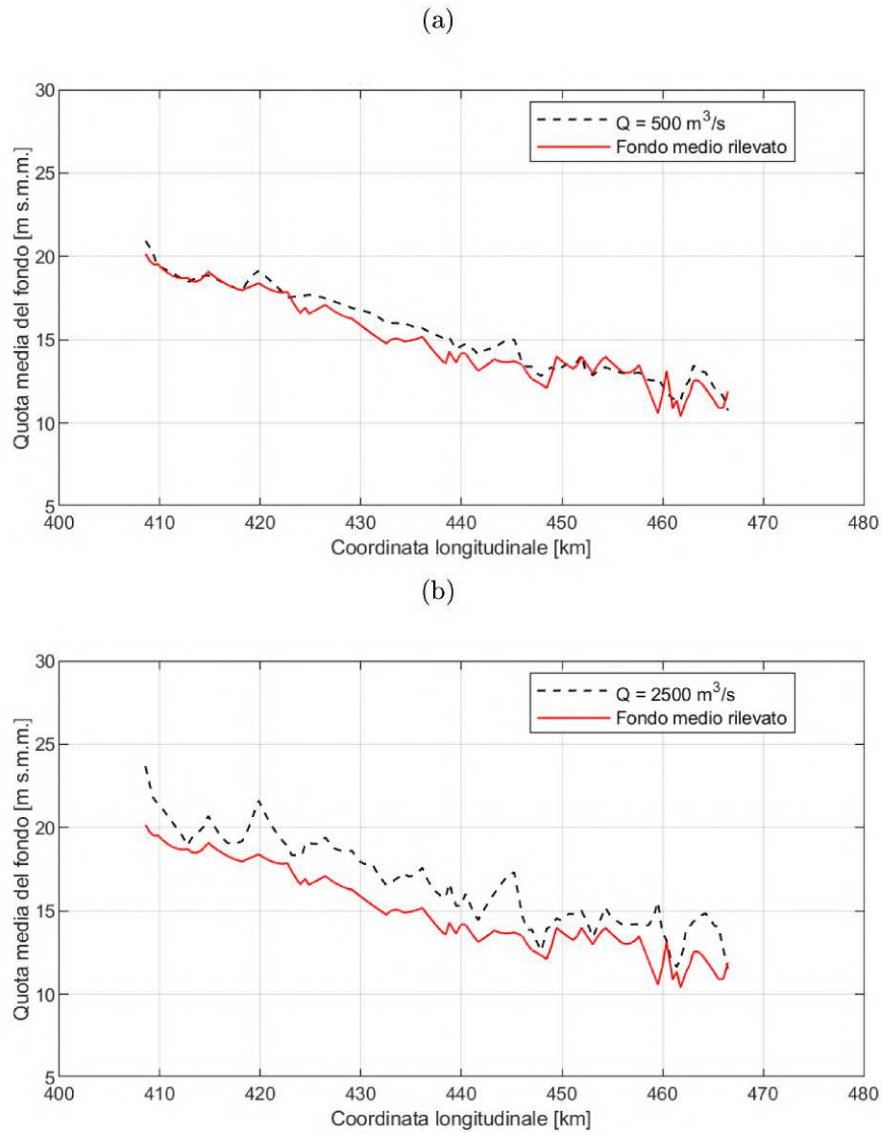 (a)
30
25
20
15
10
5
Quota media del fondo [m s.m.m.]
Q = 500 m³/s
Fondo medio rilevato
400 410 420 430 440 450 460 470 480
Coordinata longitudinale [km]
(b)
30
25
20
15
10
5
Quota media del fondo [m s.m.m.]
Q = 2500 m³/s
Fondo medio rilevato
400 410 420 430 440 450 460 470 480
Coordinata longitudinale [km]